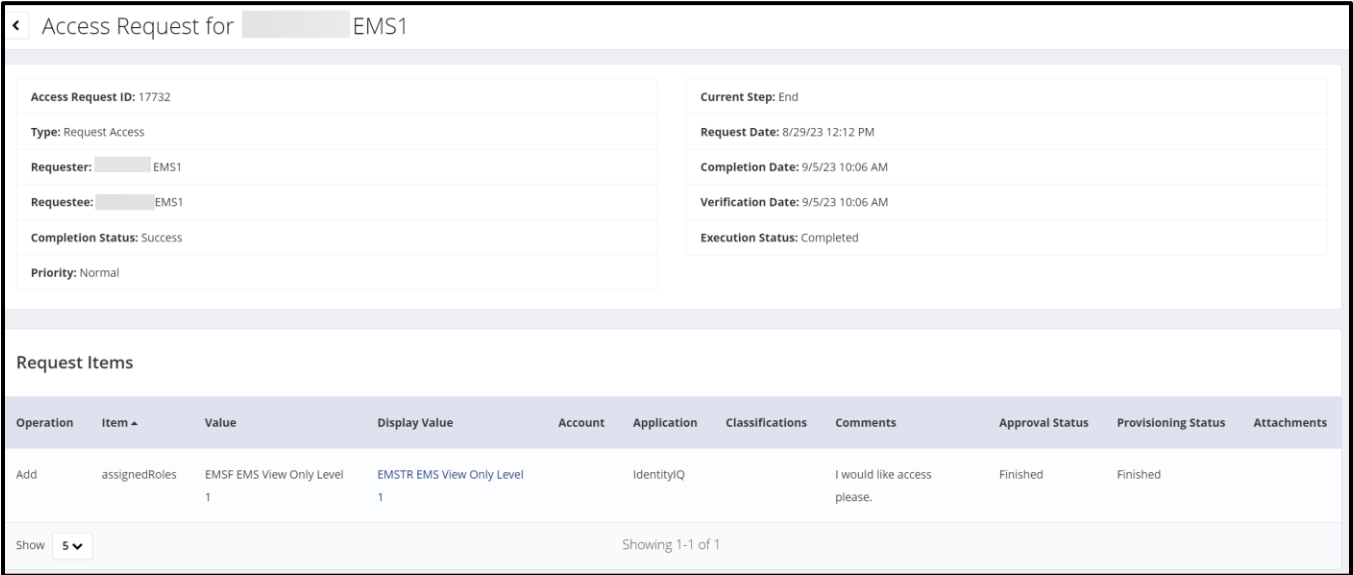 Access Request for EMS1
Access Request ID: 17732
Type: Request Access
Requester: EMS1
Requestee: EMS1
Completion Status: Success
Priority: Normal
Current Step: End
Request Date: 8/29/23 12:12 PM
Completion Date: 9/5/23 10:06 AM
Verification Date: 9/5/23 10:06 AM
Execution Status: Completed
Request Items
Operation Item Value Display Value Account Application Classifications Comments Approval Status Provisioning Status Attachments
Add assignedRoles EMSF EMS View Only Level EMSTR EMS View Only Level IdentityIQ I would like access Finished Finished
1 1 please.
Show 5 Showing 1-1 of 1